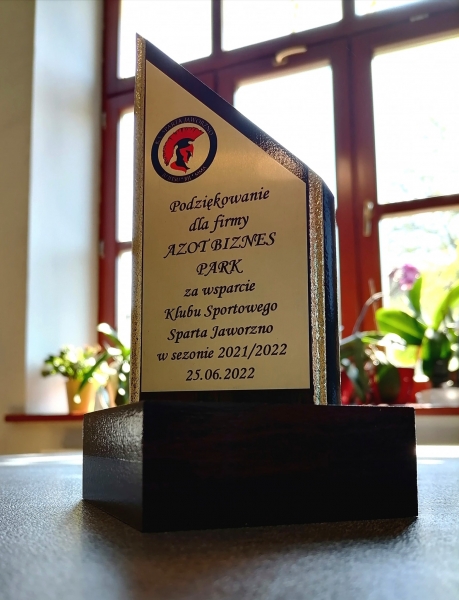 Podziękowanie
dla firmy
AZOT BIZNES
PARK
za wsparcie
Klubu Sportowego
Sparta Jaworzno
w sezonie 2021/2022
25.06.2022